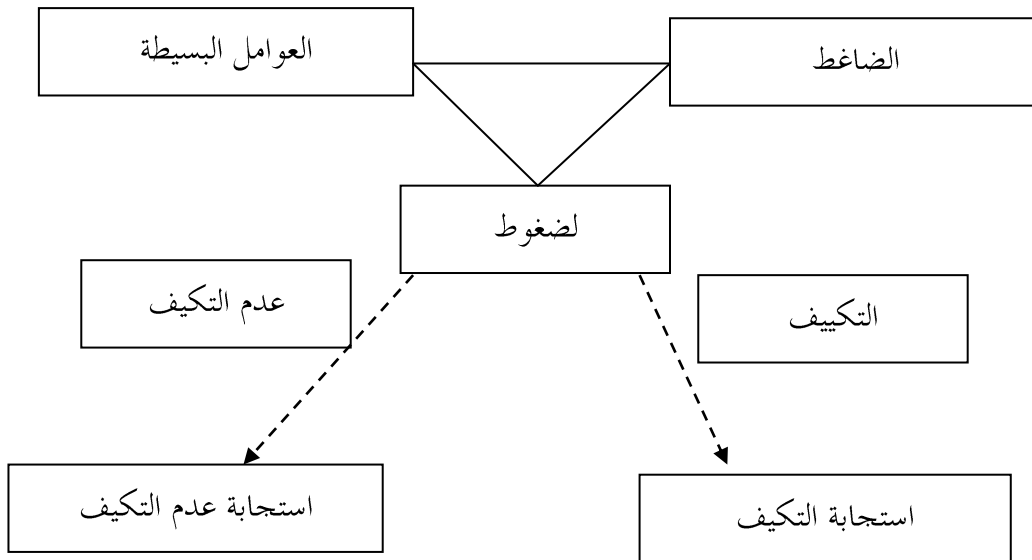 الضاغط
العوامل البسيطة
لضغوط
التكييف
عدم التكيف
استجابة التكيف
استجابة عدم التكيف